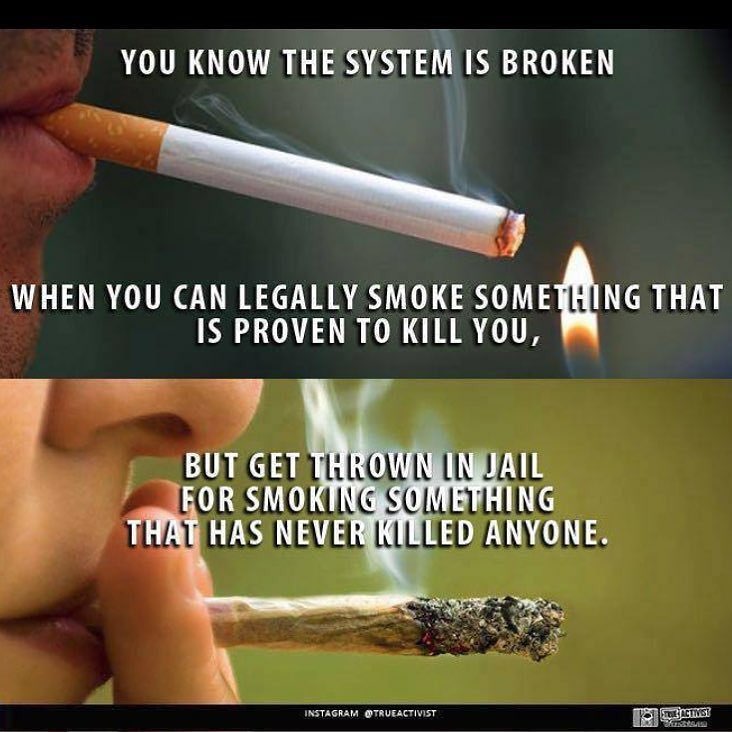 YOU KNOW THE SYSTEM IS BROKEN
WHEN YOU CAN LEGALLY SMOKE SOMETHING THAT
IS PROVEN TO KILL YOU,
BUT GET THROWN IN JAIL
FOR SMOKING SOMETHING
THAT HAS NEVER KILLED ANYONE.
INSTAGRAM @TRUEACTIVIST
TRUE ACTIVIST